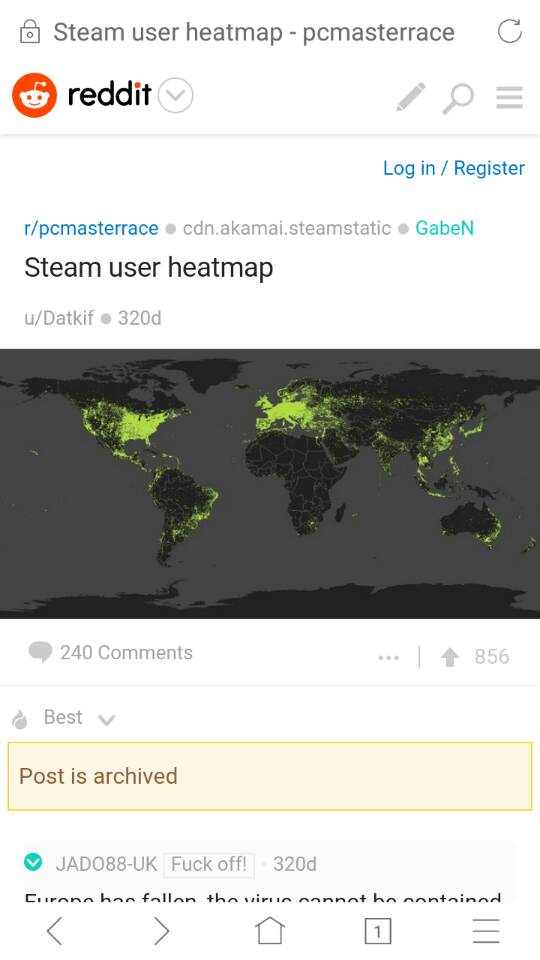 Steam user heatmap - pcmasterrace
reddit
Log in / Register
r/pcmasterrace ● cdn.akamai.steamstatic ● GabeN
Steam user heatmap
u/Datkif ● 320d
240 Comments
856
Best
Post is archived
JADO88-UK Fuck off! 320d
Europe has fallen, the virus cannot be contained
1